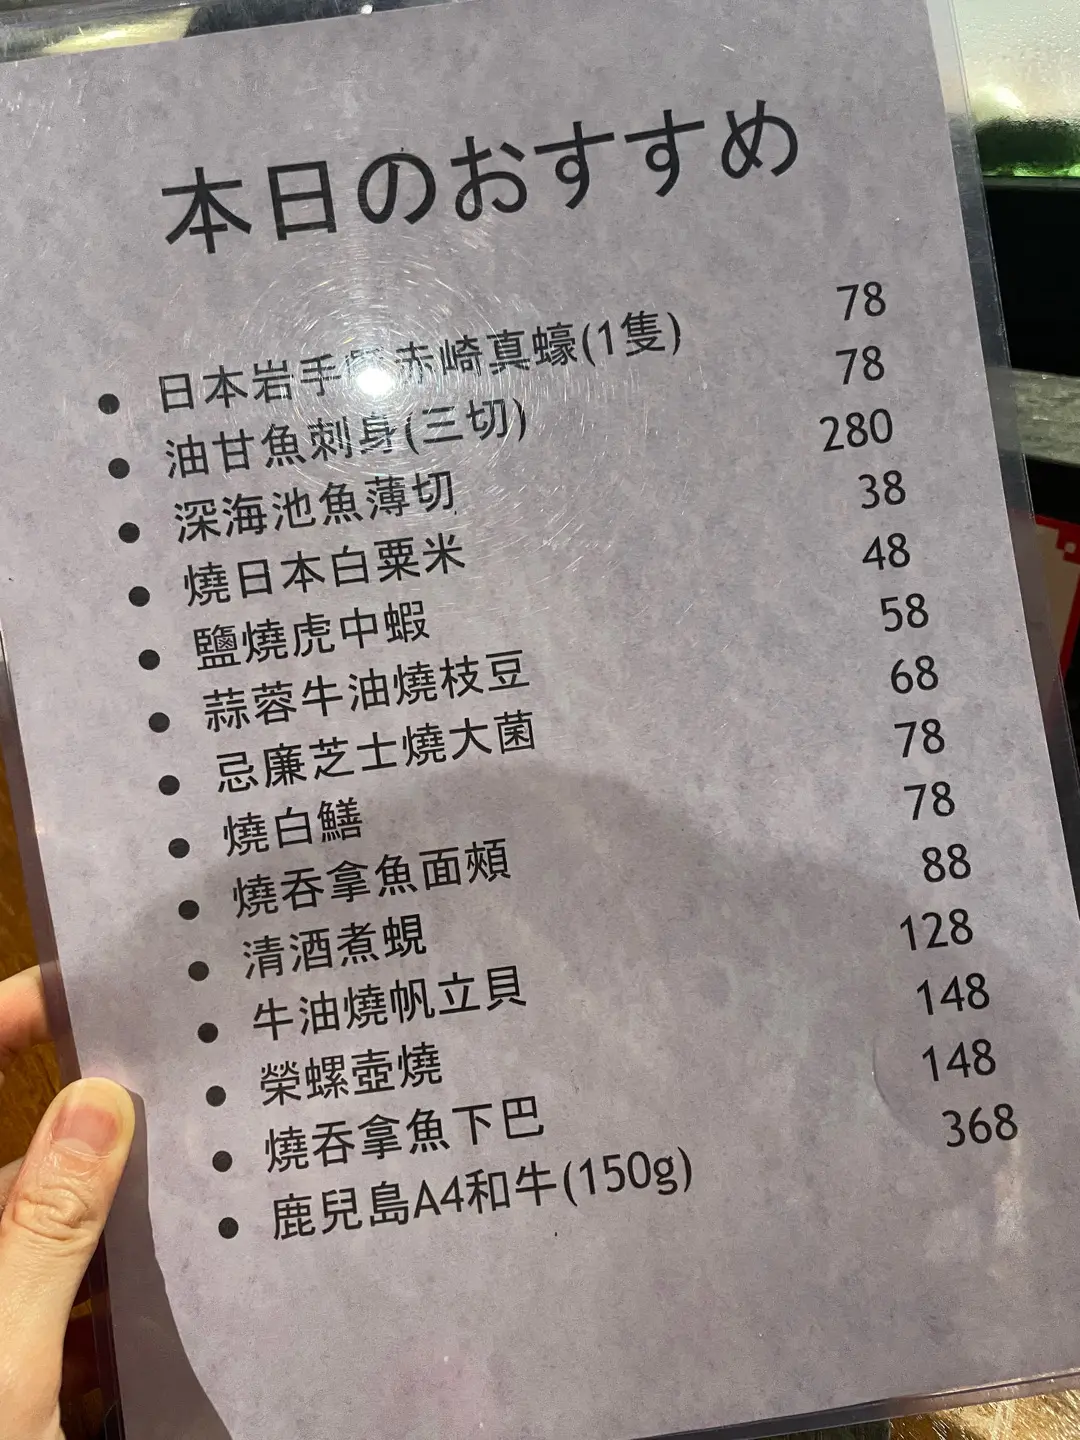 本日のおすすめ
• 日本岩手縣赤崎真蠔(1隻) 78
• 油甘魚刺身(三切) 78
• 深海池魚薄切 280
• 燒日本白粟米 38
• 鹽燒虎中蝦 48
• 蒜蓉牛油燒枝豆 58
• 忌廉芝士燒大菌 68
• 燒白鱔 78
• 燒吞拿魚面頰 78
• 清酒煮蜆 88
• 牛油燒帆立貝 128
• 榮螺壺燒 148
• 燒吞拿魚下巴 148
• 鹿兒島A4和牛(150g) 368